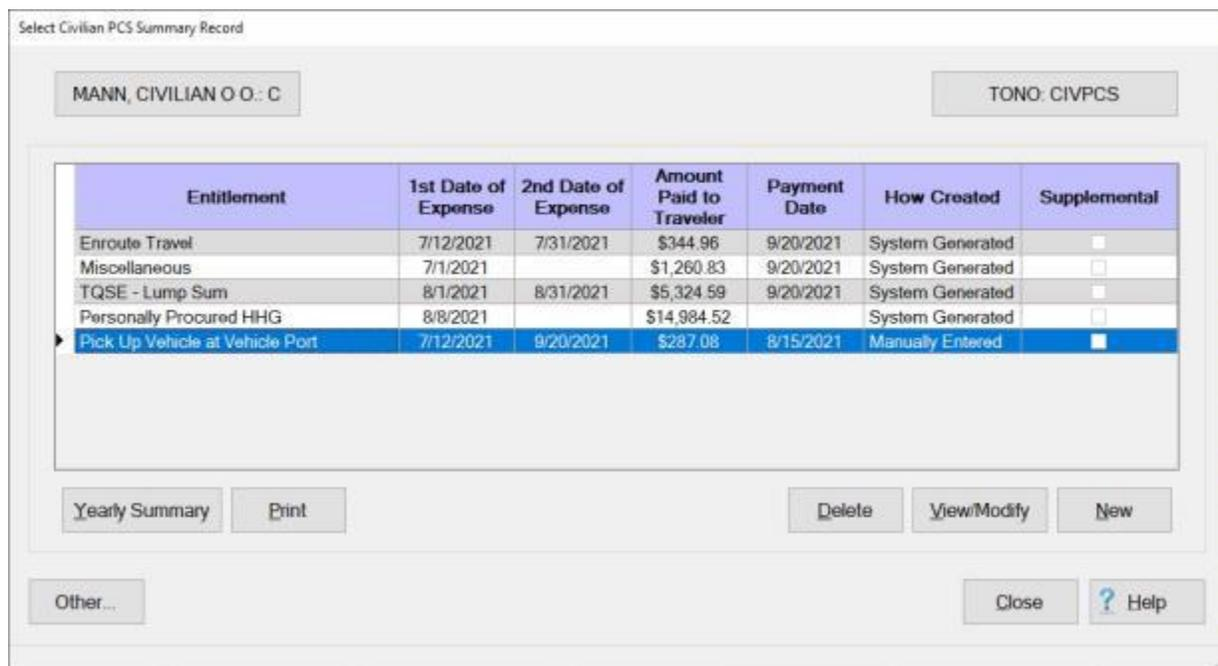 Select Civilian PCS Summary Record
MANN, CIVILIAN O O.: C TONO: CIVPCS
Entitlement 1st Date of Expense 2nd Date of Expense Amount Paid to Traveler Payment Date How Created Supplemental
Enroute Travel 7/12/2021 7/31/2021 $344.96 9/20/2021 System Generated
Miscellaneous 7/1/2021 $1,260.83 9/20/2021 System Generated
TQSE - Lump Sum 8/1/2021 8/31/2021 $5,324.59 9/20/2021 System Generated
Personally Procured HHG 8/8/2021 $14,984.52 System Generated
Pick Up Vehicle at Vehicle Port 7/12/2021 9/20/2021 $287.08 8/15/2021 Manually Entered
Yearly Summary Print Delete View/Modify New
Other... Close ? Help